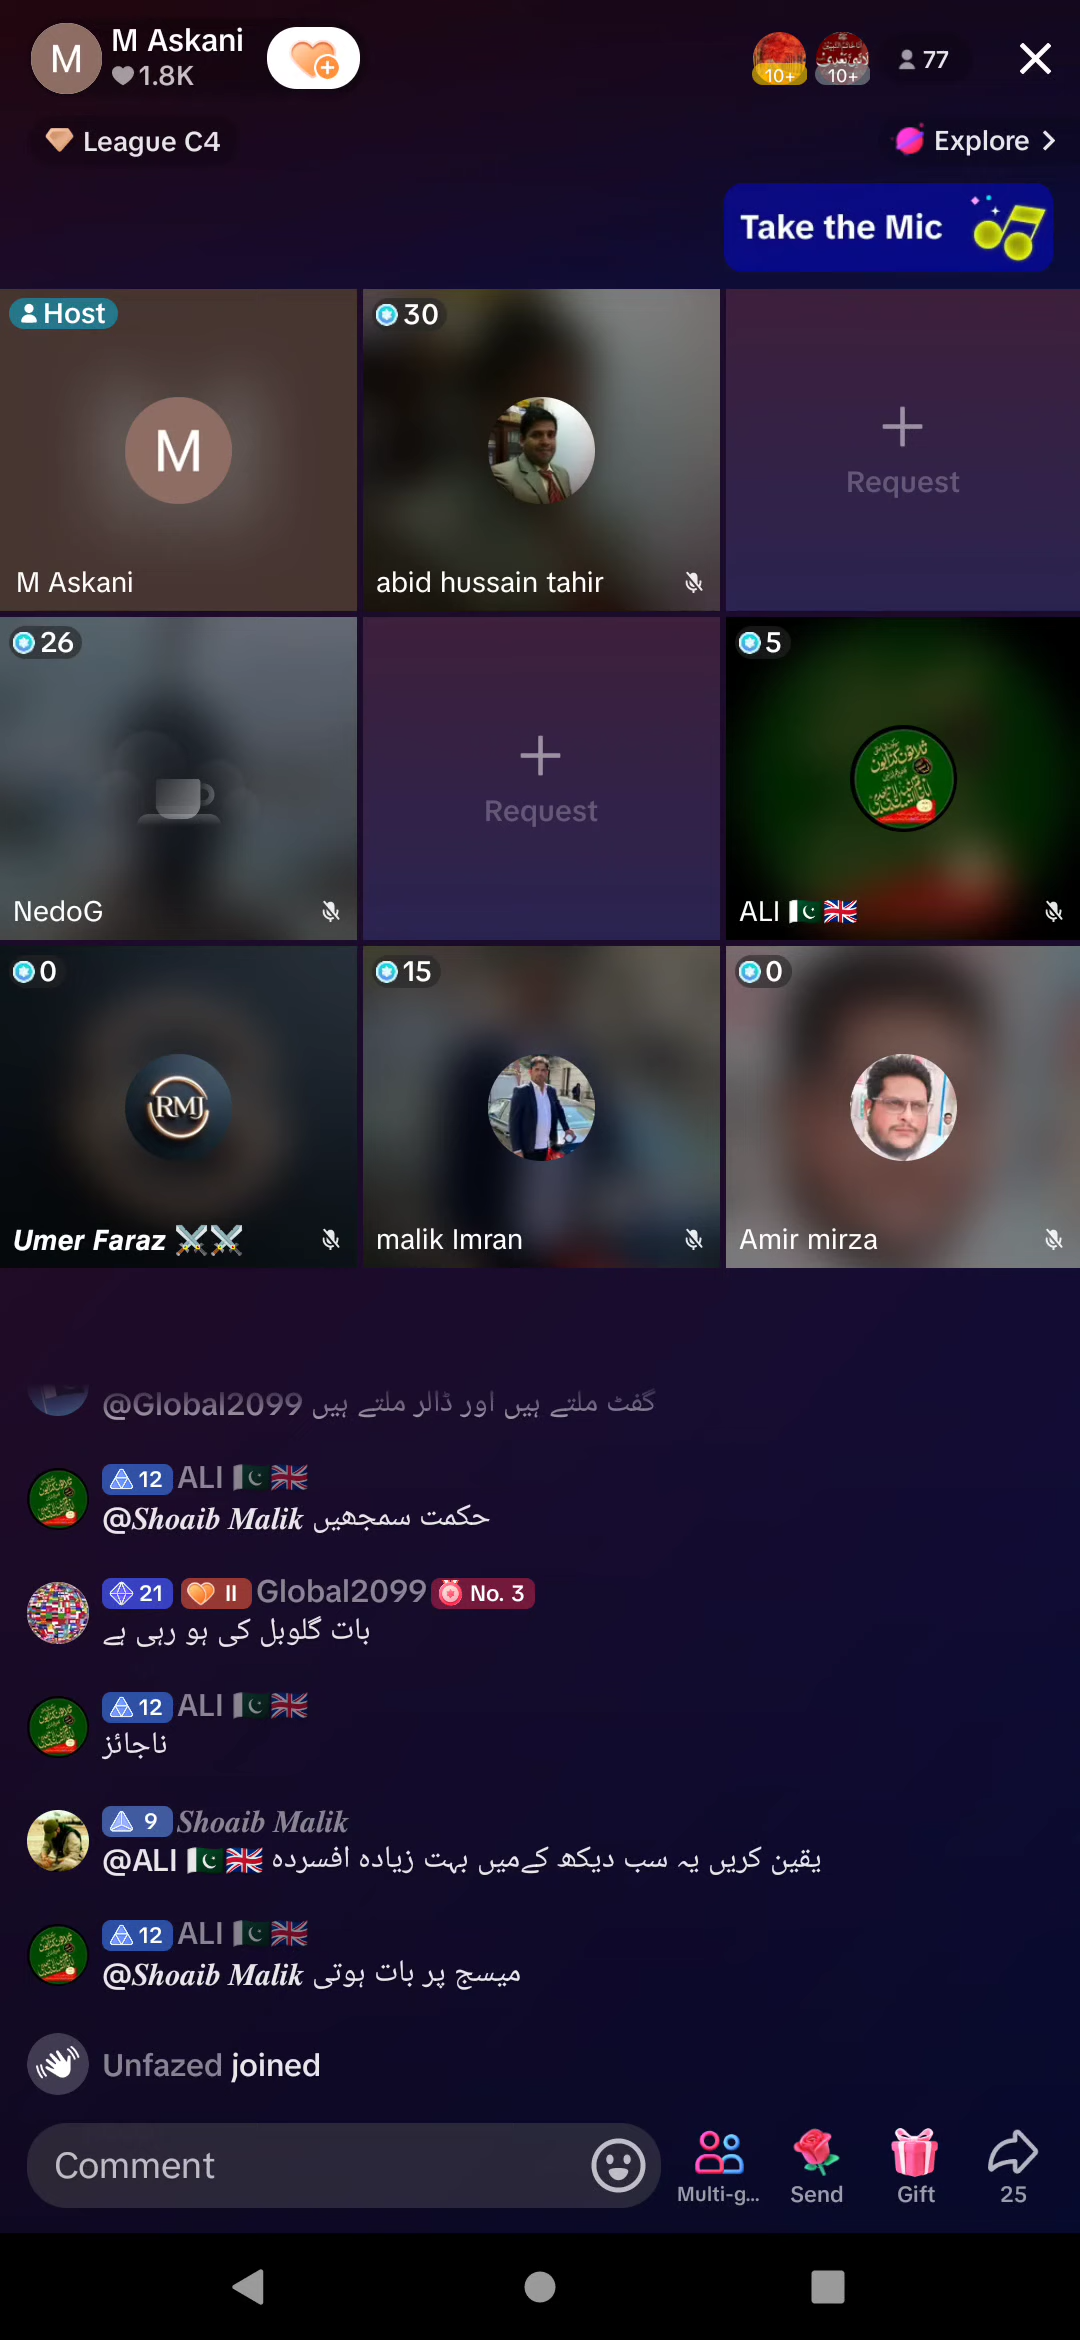 M Askani
1.8K
10+
10+
77
League C4
Explore
Take the Mic
Host
M
M Askani
30
abid hussain tahir
Request
26
NedoG
Request
5
ALI 🇵🇰🇬🇧
0
RMJ
Umer Faraz ⚔️⚔️
15
malik Imran
0
Amir mirza
@Global2099 گفٹ ملتے ہیں اور ڈالر ملتے ہیں
12 ALI 🇵🇰🇬🇧
@Shoaib Malik حکمت سمجھیں
21 II Global2099 No. 3
بات گلوبل کی ہو رہی ہے
12 ALI 🇵🇰🇬🇧
ناجائز
9 Shoaib Malik
@ALI 🇵🇰🇬🇧 یقین کریں یہ سب دیکھ کےمیں بہت زیادہ افسردہ
12 ALI 🇵🇰🇬🇧
@Shoaib Malik میسج پر بات ہوتی
Unfazed joined
Comment
Multi-g...
Send
Gift
25